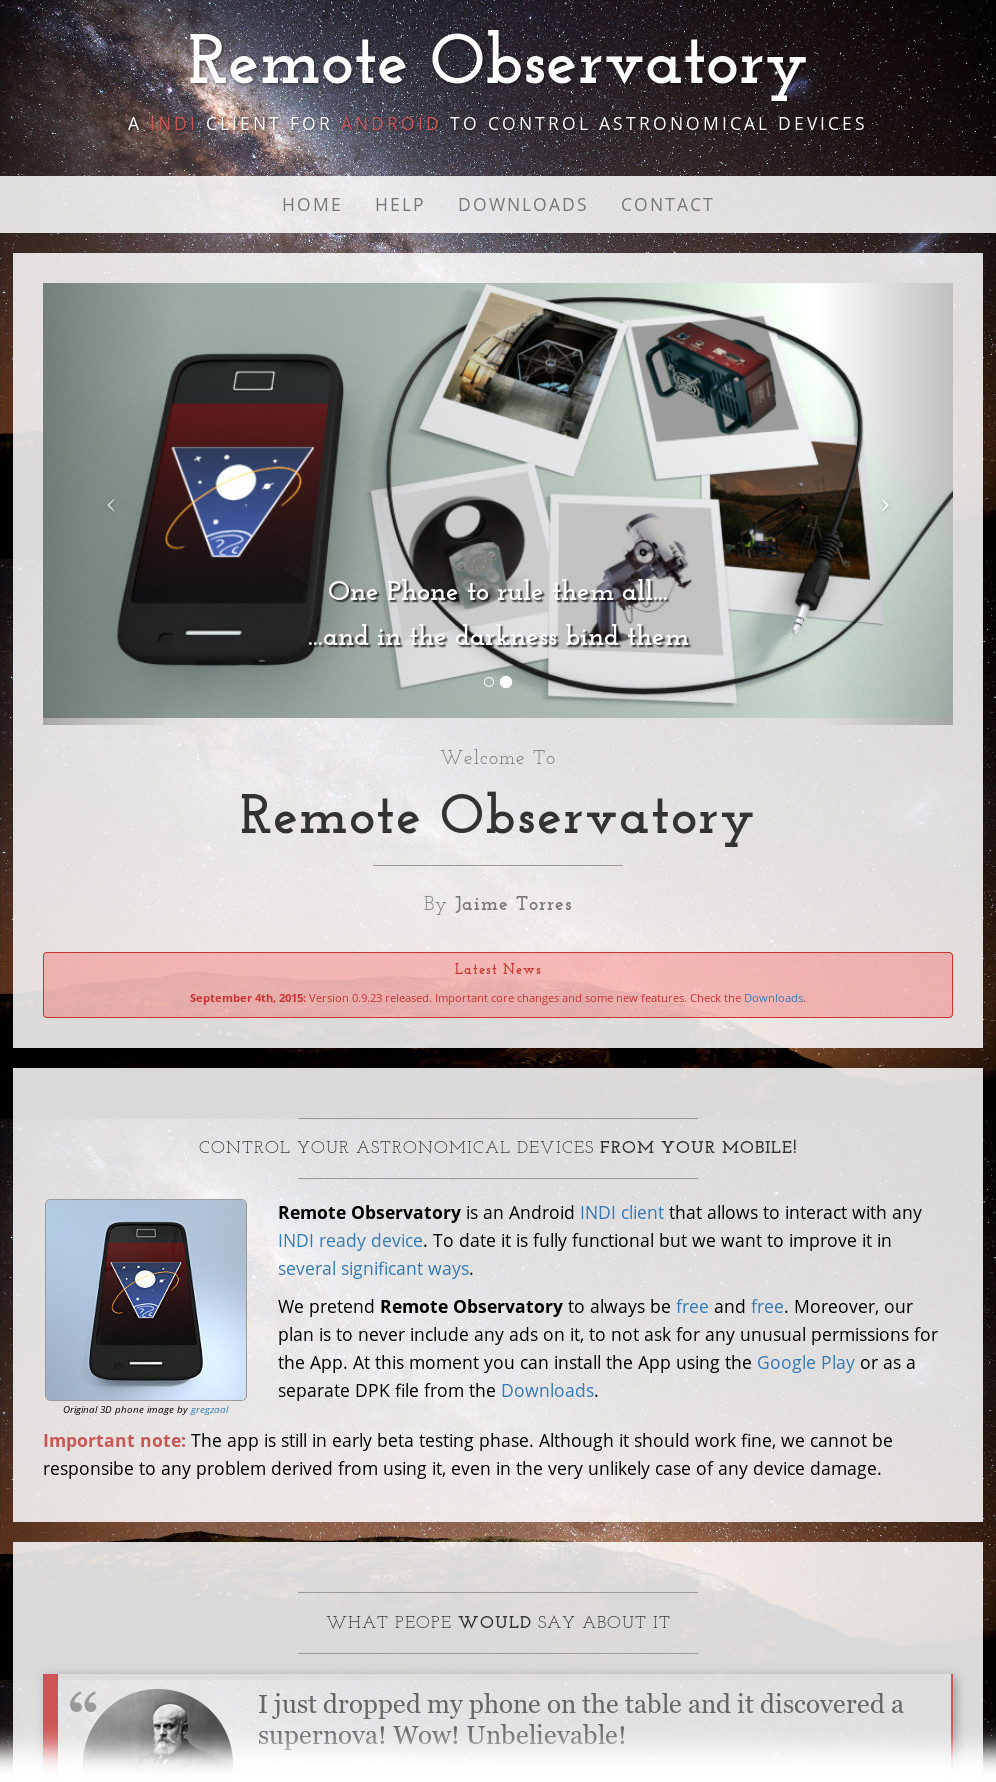 Remote Observatory
A INDI CLIENT FOR ANDROID TO CONTROL ASTRONOMICAL DEVICES
HOME HELP DOWNLOADS CONTACT
One Phone to rule them all...
...and in the darkness bind them
Welcome To
Remote Observatory
By Jaime Torres
Latest News
September 4th, 2015: Version 0.9.23 released. Important core changes and some new features. Check the Downloads.
CONTROL YOUR ASTRONOMICAL DEVICES FROM YOUR MOBILE!
Remote Observatory is an Android INDI client that allows to interact with any
INDI ready device. To date it is fully functional but we want to improve it in
several significant ways.
We pretend Remote Observatory to always be free and free. Moreover, our
plan is to never include any ads on it, to not ask for any unusual permissions for
the App. At this moment you can install the App using the Google Play or as a
separate DPK file from the Downloads.
Original 3D phone image by gregzaal
Important note: The app is still in early beta testing phase. Although it should work fine, we cannot be
responsibe to any problem derived from using it, even in the very unlikely case of any device damage.
WHAT PEOPE WOULD SAY ABOUT IT
“ I just dropped my phone on the table and it discovered a
supernova! Wow! Unbelievable!